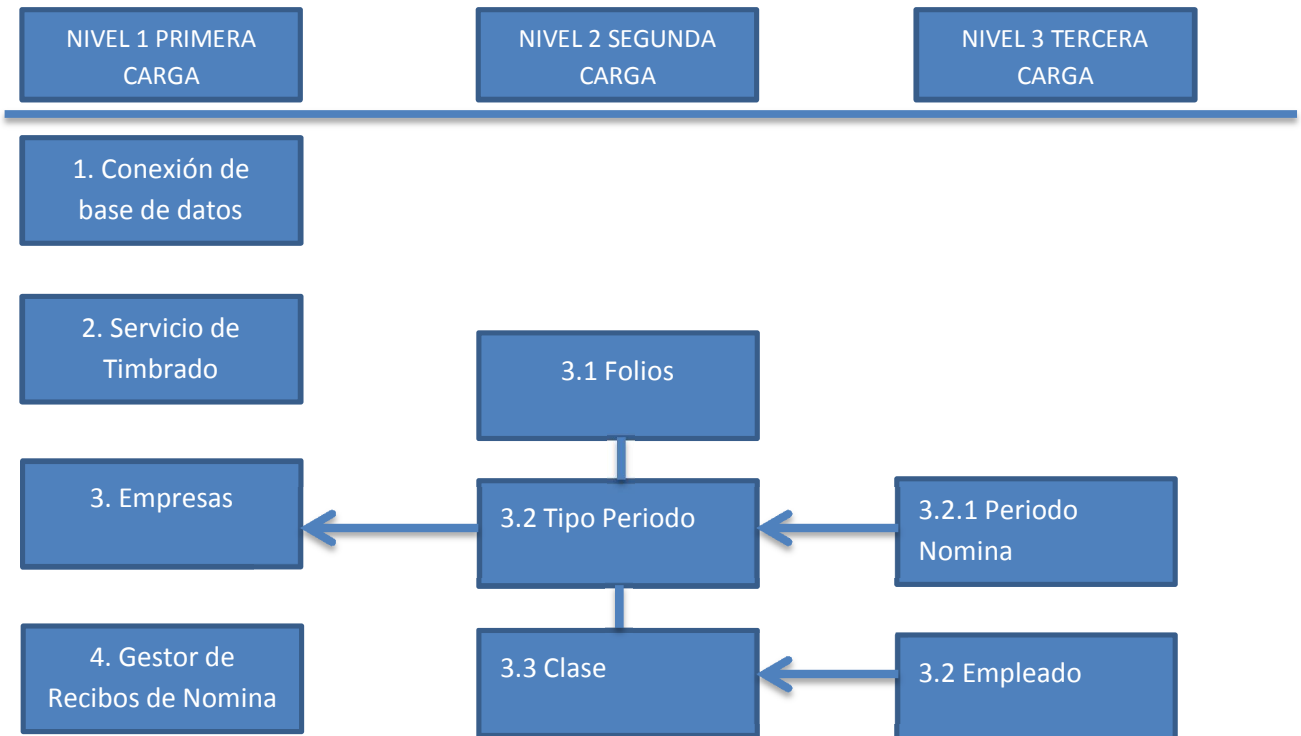 NIVEL 1 PRIMERA
CARGA
NIVEL 2 SEGUNDA
CARGA
NIVEL 3 TERCERA
CARGA
1. Conexión de
base de datos
2. Servicio de
Timbrado
3.1 Folios
3. Empresas
3.2 Tipo Periodo
3.2.1 Periodo
Nomina
4. Gestor de
Recibos de Nomina
3.3 Clase
3.2 Empleado